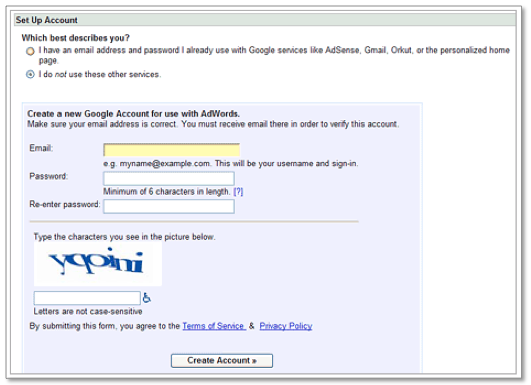 Set Up Account
Which best describes you?
I have an email address and password I already use with Google services like AdSense, Gmail, Orkut, or the personalized home
page.
I do not use these other services.
Create a new Google Account for use with AdWords.
Make sure your email address is correct. You must receive email there in order to verify this account.
Email:
e.g. myname@example.com. This will be your username and sign-in.
Password:
Minimum of 6 characters in length. [?]
Re-enter password:
Type the characters you see in the picture below.
Letters are not case-sensitive
By submitting this form, you agree to the Terms of Service & Privacy Policy
Create Account »